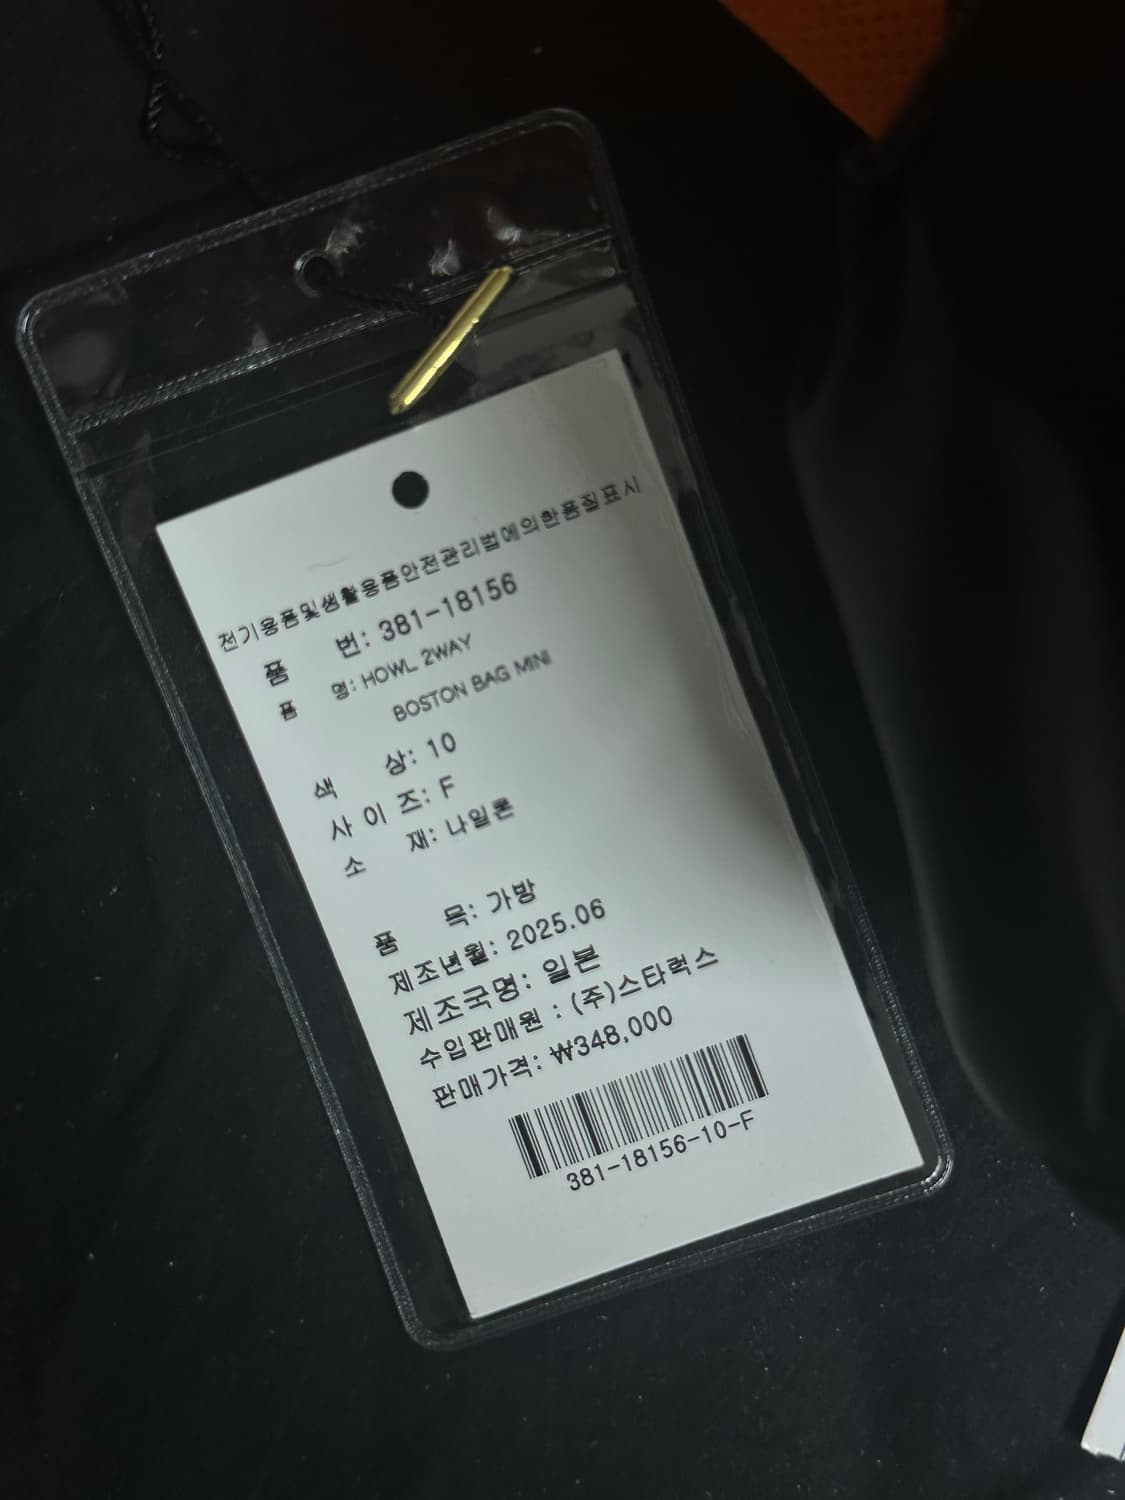 전기용품및생활용품안전관리법에의한품질표시
품 번: 381-18156
품 명: HOWL 2WAY
BOSTON BAG MINI
색 상: 10
사 이 즈: F
소 재: 나일론
품 목: 가방
제조년월: 2025.06
제조국명: 일본
수입판매원 : (주)스타럭스
판매가격: ₩348,000
381-18156-10-F